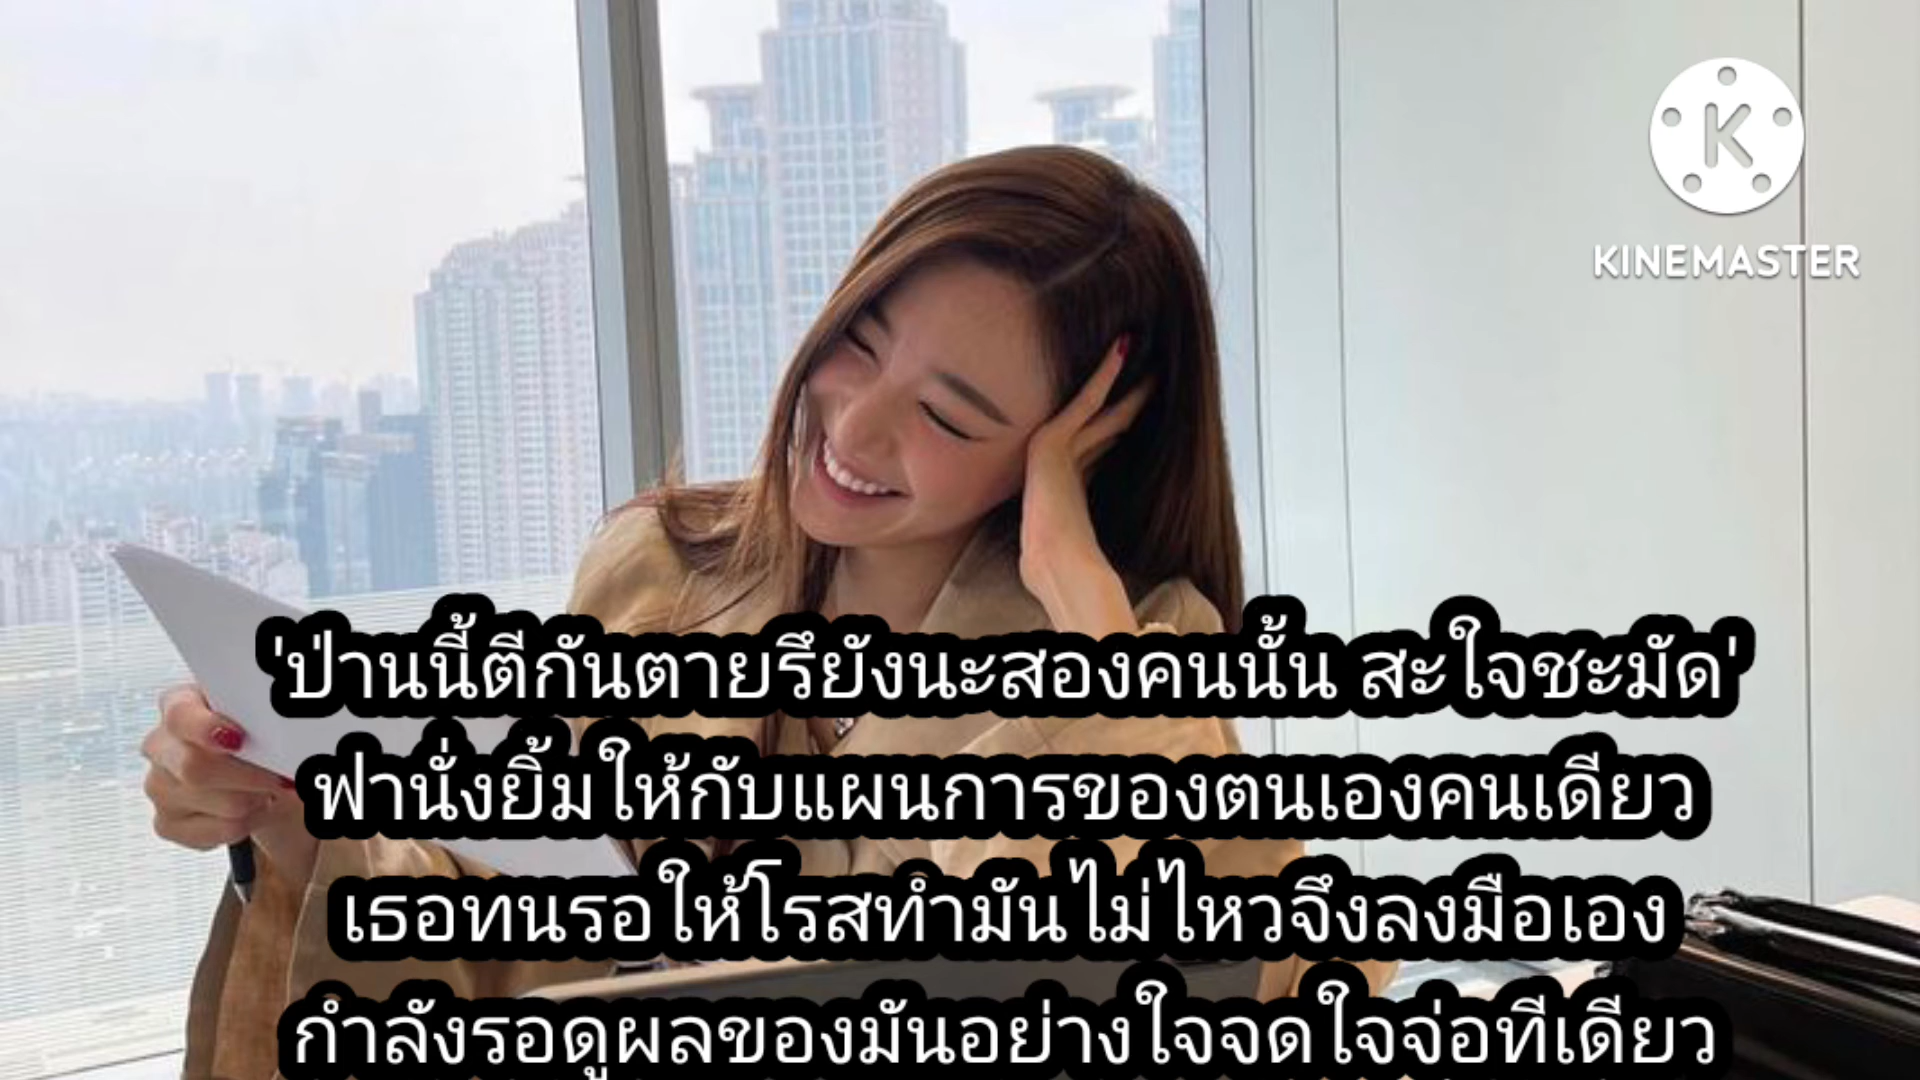 KINEMASTER
'ป่านนี้ตีกันตายรึยังนะสองคนนั้น สะใจชะมัด'
ฟานั่งยิ้มให้กับแผนการของตนเองคนเดียว
เธอทนรอให้โรสทำมันไม่ไหวจึงลงมือเอง
กำลังรอดูผลของมันอย่างใจจดใจจ่อทีเดียว